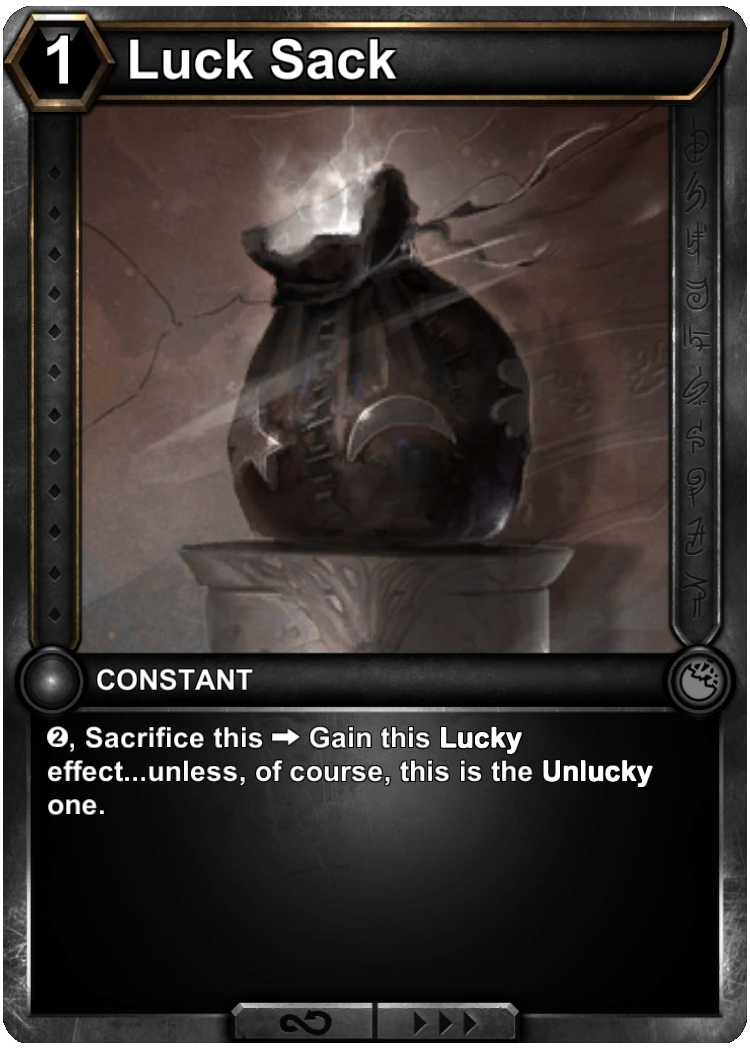 1 Luck Sack
CONSTANT
❷, Sacrifice this ➡ Gain this Lucky
effect...unless, of course, this is the Unlucky
one.